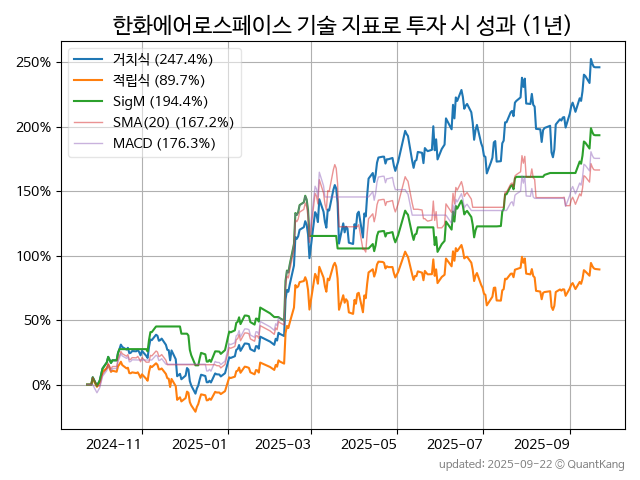 한화에어로스페이스 기술 지표로 투자 시 성과 (1년)
거치식 (247.4%)
적립식 (89.7%)
SigM (194.4%)
SMA(20) (167.2%)
MACD (176.3%)
250%
200%
150%
100%
50%
0%
2024-11 2025-01 2025-03 2025-05 2025-07 2025-09
updated: 2025-09-22 © QuantKang